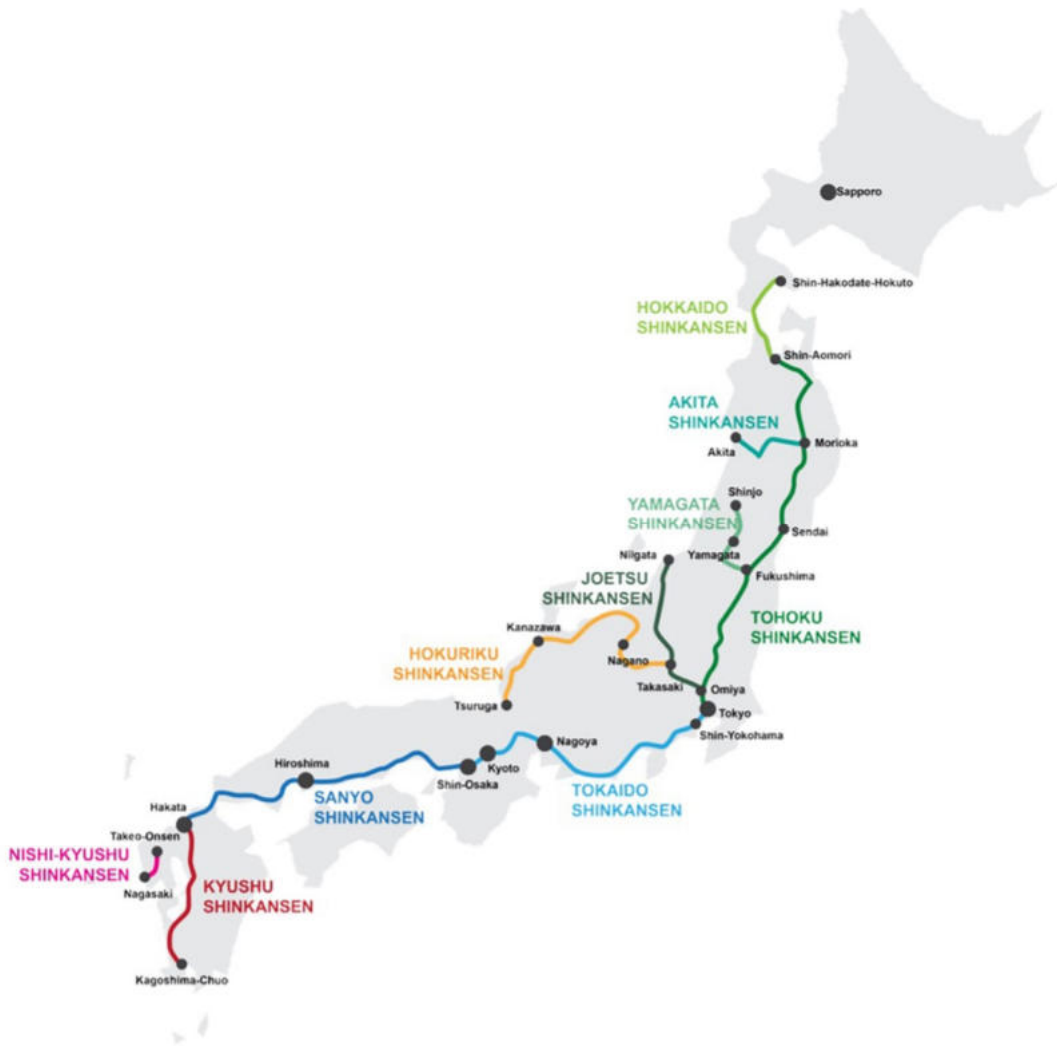 Sapporo
Shin-Hakodate-Hokuto
HOKKAIDO
SHINKANSEN
Shin-Aomori
AKITA
SHINKANSEN
Akita
Morioka
Shinjo
YAMAGATA
SHINKANSEN
Sendai
Niigata
Yamagata
Fukushima
JOETSU
SHINKANSEN
TOHOKU
SHINKANSEN
Kanazawa
HOKURIKU
SHINKANSEN
Nagano
Takasaki
Omiya
Tsuruga
Tokyo
Shin-Yokohama
Nagoya
Hiroshima
Kyoto
Shin-Osaka
TOKAIDO
SHINKANSEN
SANYO
SHINKANSEN
Hakata
Takeo-Onsen
NISHI-KYUSHU
SHINKANSEN
Nagasaki
KYUSHU
SHINKANSEN
Kagoshima-Chuo